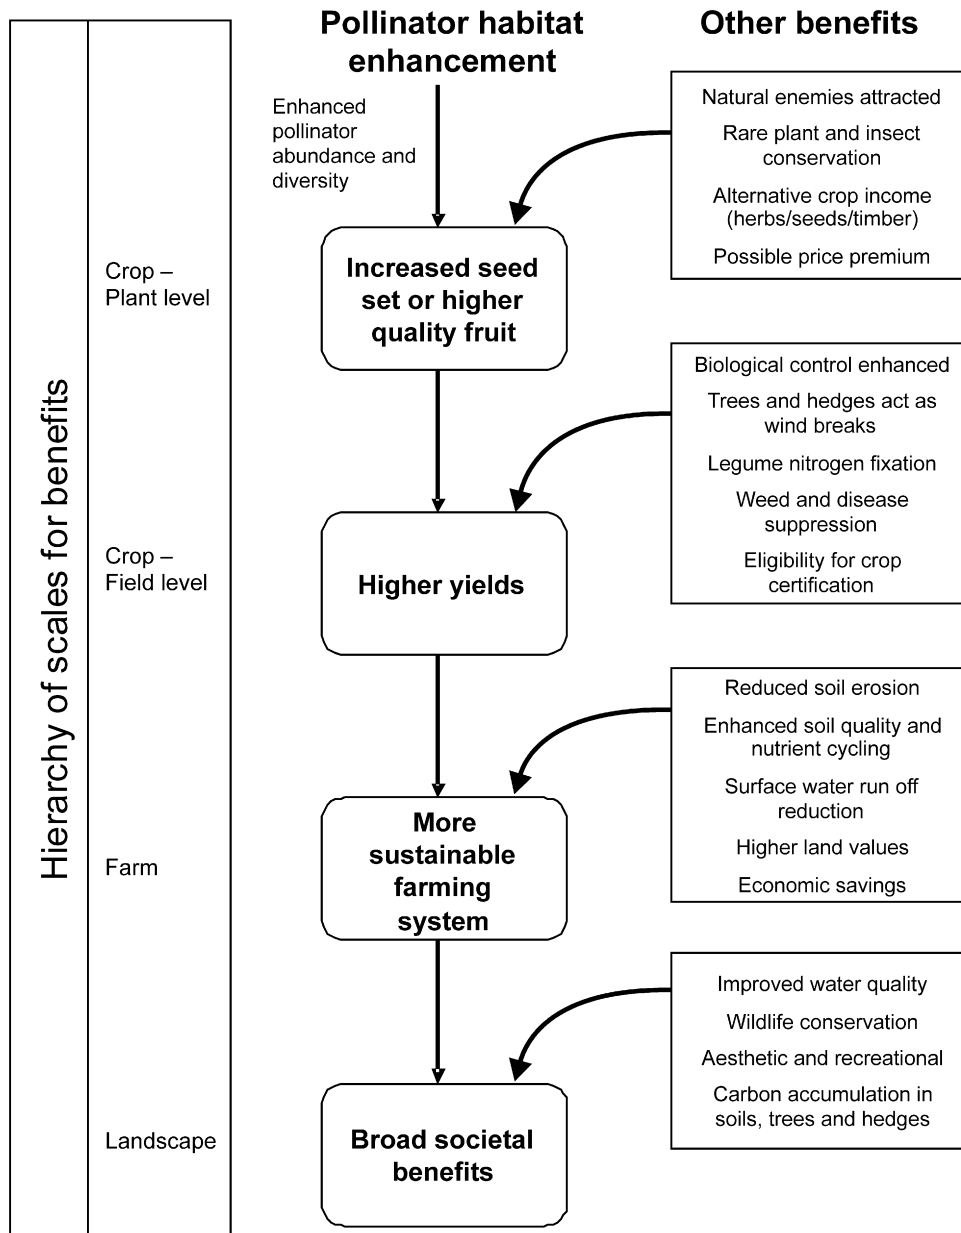 Pollinator habitat
enhancement
Other benefits
Hierarchy of scales for benefits
Enhanced
pollinator
abundance and
diversity
Natural enemies attracted
Rare plant and insect
conservation
Alternative crop income
(herbs/seeds/timber)
Possible price premium
Crop –
Plant level
Increased seed
set or higher
quality fruit
Biological control enhanced
Trees and hedges act as
wind breaks
Legume nitrogen fixation
Weed and disease
suppression
Eligibility for crop
certification
Crop –
Field level
Higher yields
Reduced soil erosion
Enhanced soil quality and
nutrient cycling
Surface water run off
reduction
Higher land values
Economic savings
Farm
More
sustainable
farming
system
Improved water quality
Wildlife conservation
Aesthetic and recreational
Carbon accumulation in
soils, trees and hedges
Landscape
Broad societal
benefits